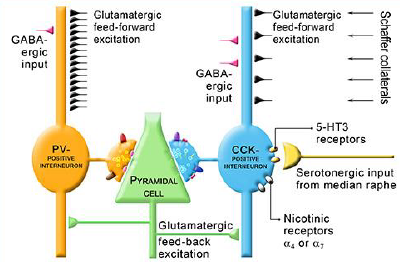 Glutamatergic
feed-forward
excitation
GABA-
ergic
input
Glutamatergic
feed-forward
excitation
GABA-
ergic
input
Schaffer collaterals
PV-
POSITIVE
INTERNEURON
PYRAMIDAL
CELL
CCK-
POSITIVE
INTERNEURON
5-HT3
receptors
Serotonergic input
from median raphe
Glutamatergic
feed-back
excitation
Nicotinic
receptors
α4 or α7